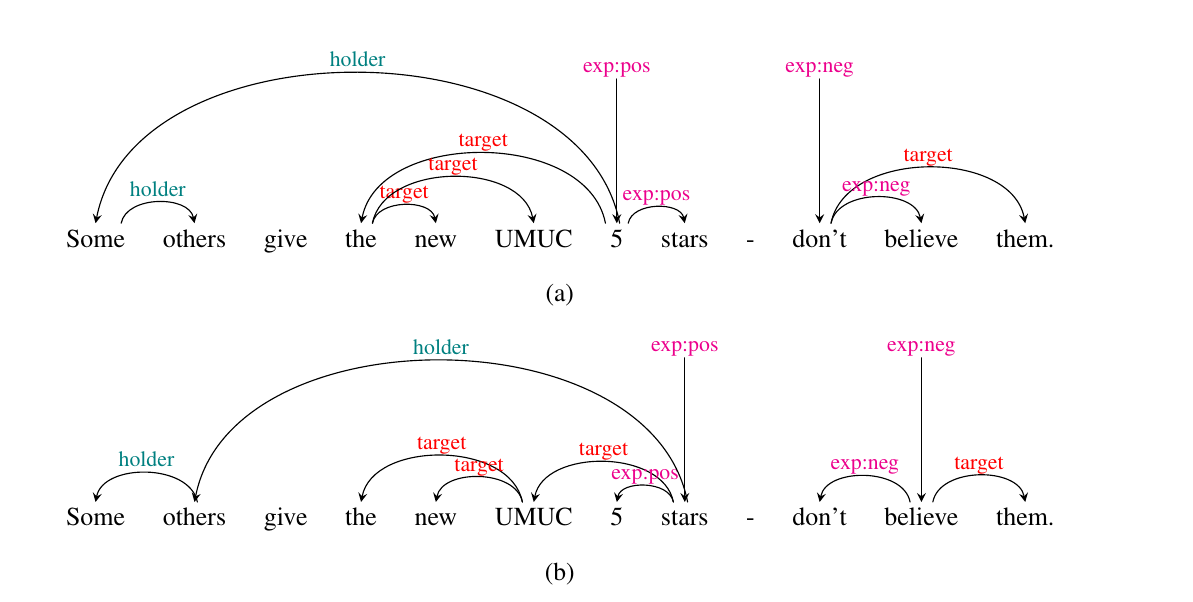 holder
exp:pos
exp:neg
target
target
target
target
holder
exp:pos
exp:neg
Some others give the new UMUC 5 stars - don't believe them.
(a)
holder
exp:pos
exp:neg
target
target
target
holder
exp:pos
exp:neg
target
Some others give the new UMUC 5 stars - don't believe them.
(b)